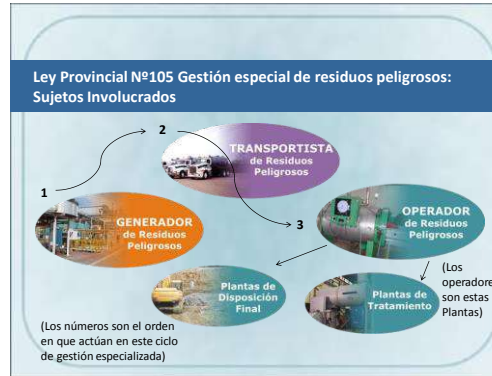 Ley Provincial Nº105 Gestión especial de residuos peligrosos:
Sujetos Involucrados
2
TRANSPORTISTA
de Residuos
Peligrosos
1
GENERADOR
de Residuos
Peligrosos
3
OPERADOR
de Residuos
Peligrosos
Plantas de
Disposición
Final
Plantas de
Tratamiento
(Los
operadore
son estas
Plantas)
(Los números son el orden
en que actúan en este ciclo
de gestión especializada)